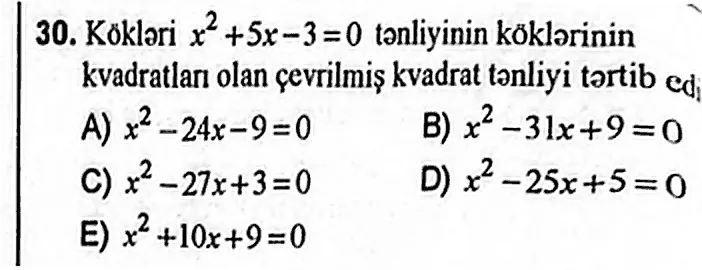 30. Kökləri x² +5x−3=0 tənliyinin köklərinin
kvadratları olan çevrilmiş kvadrat tənliyi tərtib edi
A) x² −24x−9=0 B) x² −31x+9=0
C) x² −27x+3=0 D) x² −25x+5=0
E) x² +10x+9=0